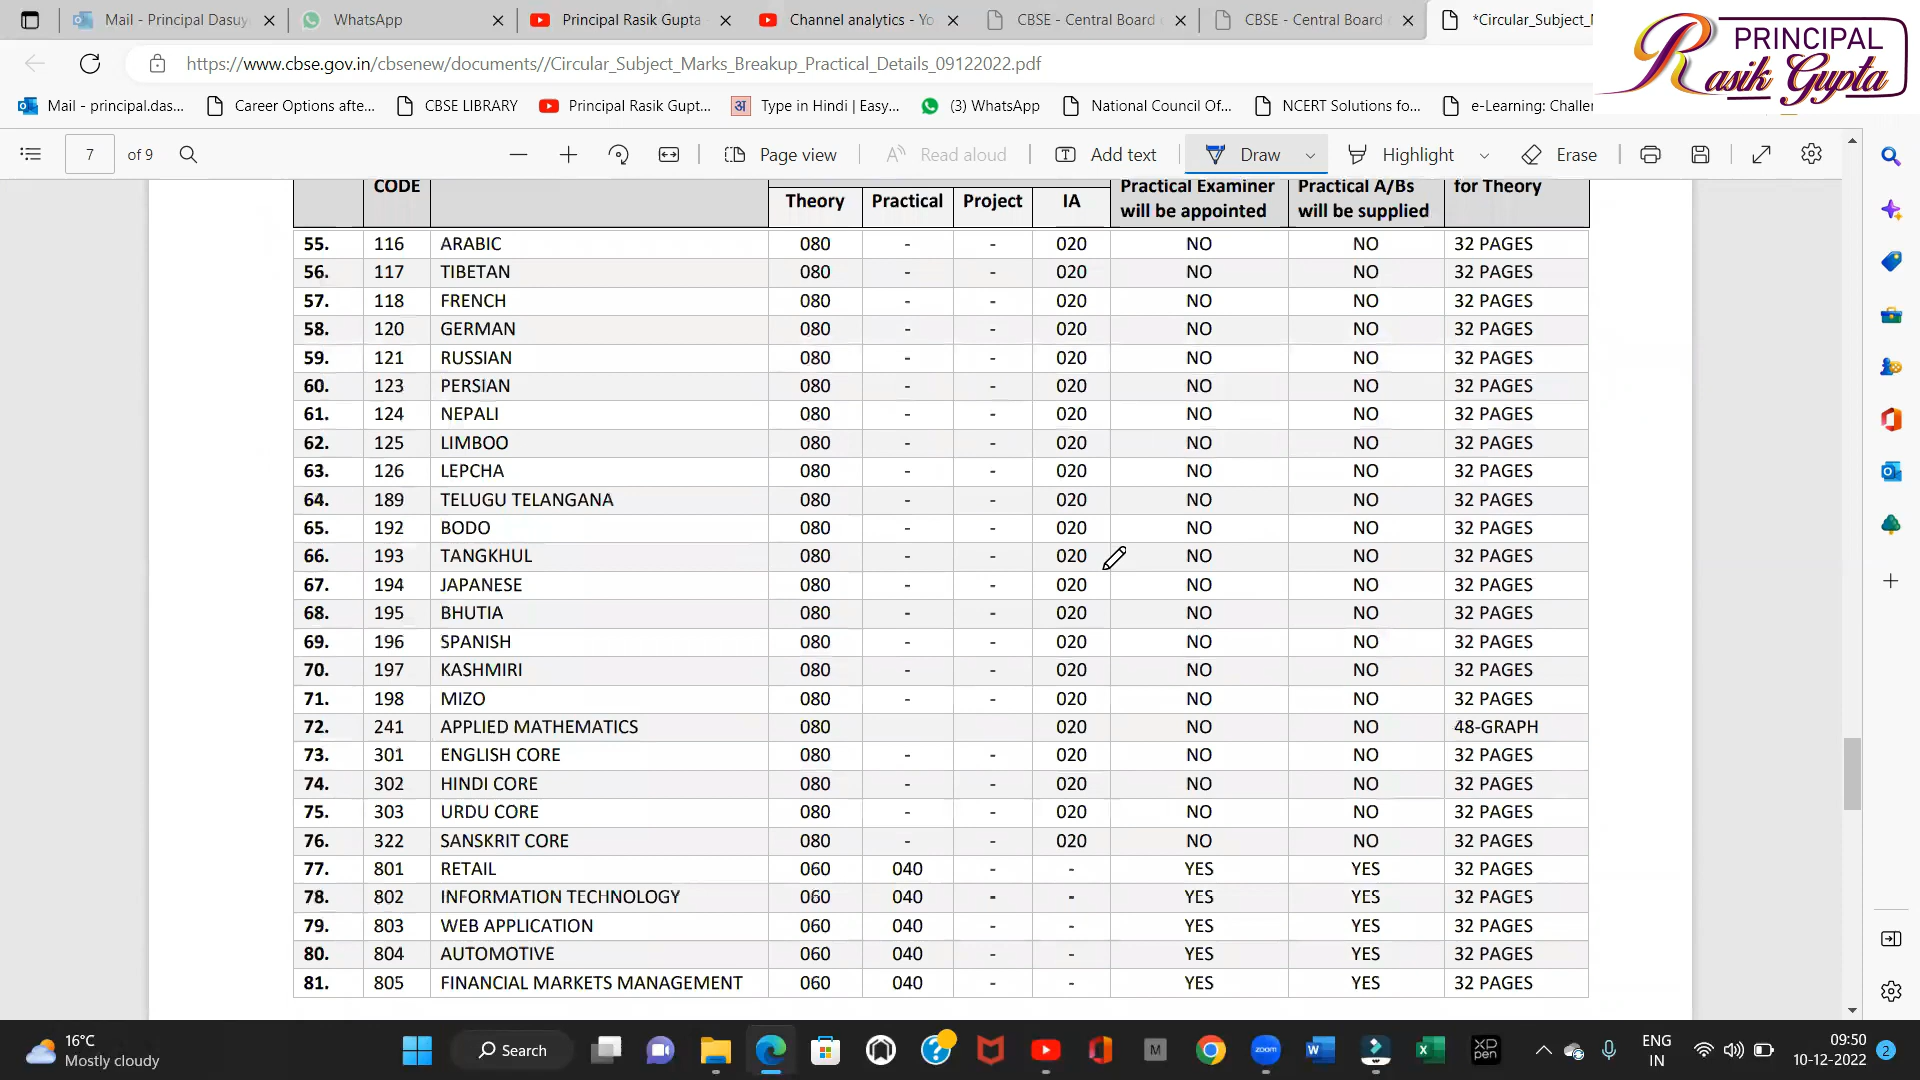 Mail - Principal Dasuy
WhatsApp
Principal Rasik Gupta
Channel analytics - Yo
CBSE - Central Board
CBSE - Central Board
*Circular_Subject_
PRINCIPAL
Rasik Gupta
https://www.cbse.gov.in/cbsenew/documents//Circular_Subject_Marks_Breakup_Practical_Details_09122022.pdf
Mail - principal.das...
Career Options afte...
CBSE LIBRARY
Principal Rasik Gupt...
अ
Type in Hindi | Easy...
(3) WhatsApp
National Council Of...
NCERT Solutions fo...
e-Learning: Challe
7 of 9
Page view
Read aloud
Add text
Draw
Highlight
Erase
CODE Theory Practical Project IA Practical Examiner will be appointed Practical A/Bs will be supplied for Theory
55. 116 ARABIC 080 - - 020 NO NO 32 PAGES
56. 117 TIBETAN 080 - - 020 NO NO 32 PAGES
57. 118 FRENCH 080 - - 020 NO NO 32 PAGES
58. 120 GERMAN 080 - - 020 NO NO 32 PAGES
59. 121 RUSSIAN 080 - - 020 NO NO 32 PAGES
60. 123 PERSIAN 080 - - 020 NO NO 32 PAGES
61. 124 NEPALI 080 - - 020 NO NO 32 PAGES
62. 125 LIMBOO 080 - - 020 NO NO 32 PAGES
63. 126 LEPCHA 080 - - 020 NO NO 32 PAGES
64. 189 TELUGU TELANGANA 080 - - 020 NO NO 32 PAGES
65. 192 BODO 080 - - 020 NO NO 32 PAGES
66. 193 TANGKHUL 080 - - 020 NO NO 32 PAGES
67. 194 JAPANESE 080 - - 020 NO NO 32 PAGES
68. 195 BHUTIA 080 - - 020 NO NO 32 PAGES
69. 196 SPANISH 080 - - 020 NO NO 32 PAGES
70. 197 KASHMIRI 080 - - 020 NO NO 32 PAGES
71. 198 MIZO 080 - - 020 NO NO 32 PAGES
72. 241 APPLIED MATHEMATICS 080 020 NO NO 48-GRAPH
73. 301 ENGLISH CORE 080 - - 020 NO NO 32 PAGES
74. 302 HINDI CORE 080 - - 020 NO NO 32 PAGES
75. 303 URDU CORE 080 - - 020 NO NO 32 PAGES
76. 322 SANSKRIT CORE 080 - - 020 NO NO 32 PAGES
77. 801 RETAIL 060 040 - - YES YES 32 PAGES
78. 802 INFORMATION TECHNOLOGY 060 040 - - YES YES 32 PAGES
79. 803 WEB APPLICATION 060 040 - - YES YES 32 PAGES
80. 804 AUTOMOTIVE 060 040 - - YES YES 32 PAGES
81. 805 FINANCIAL MARKETS MANAGEMENT 060 040 - - YES YES 32 PAGES
16°C
Mostly cloudy
Search
zoom
M
XD
pen
ENG
IN
09:50
10-12-2022
2